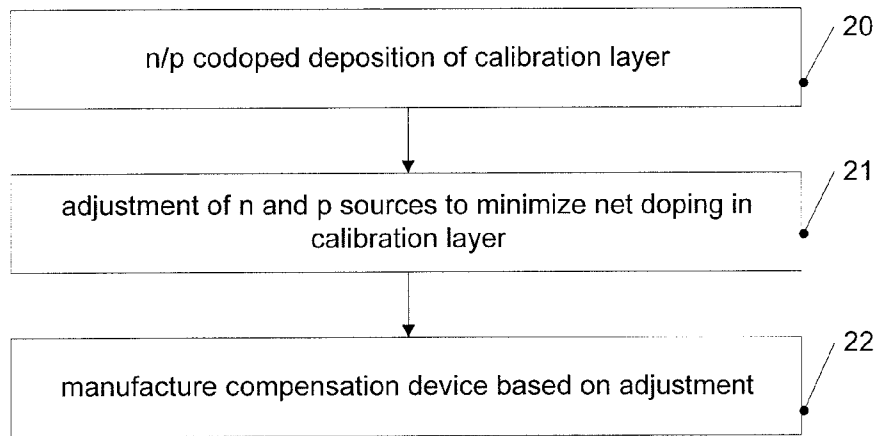 20
n/p codoped deposition of calibration layer
21
adjustment of n and p sources to minimize net doping in
calibration layer
22
manufacture compensation device based on adjustment